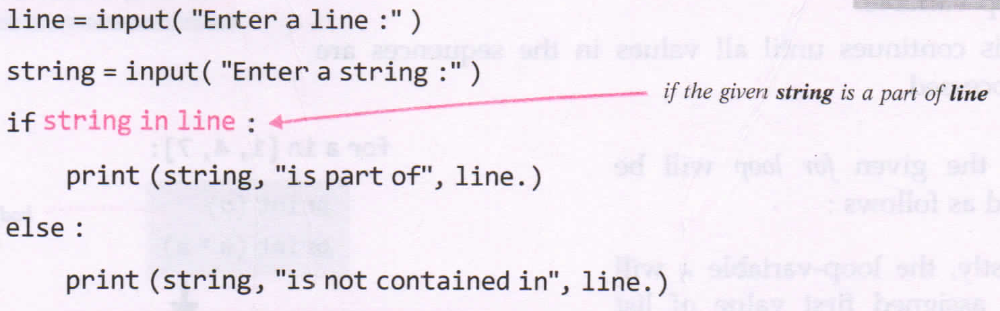 line = input( "Enter a line :" )
string = input( "Enter a string :" )
if the given string is a part of line
if string in line :
print (string, "is part of", line.)
else :
print (string, "is not contained in", line.)